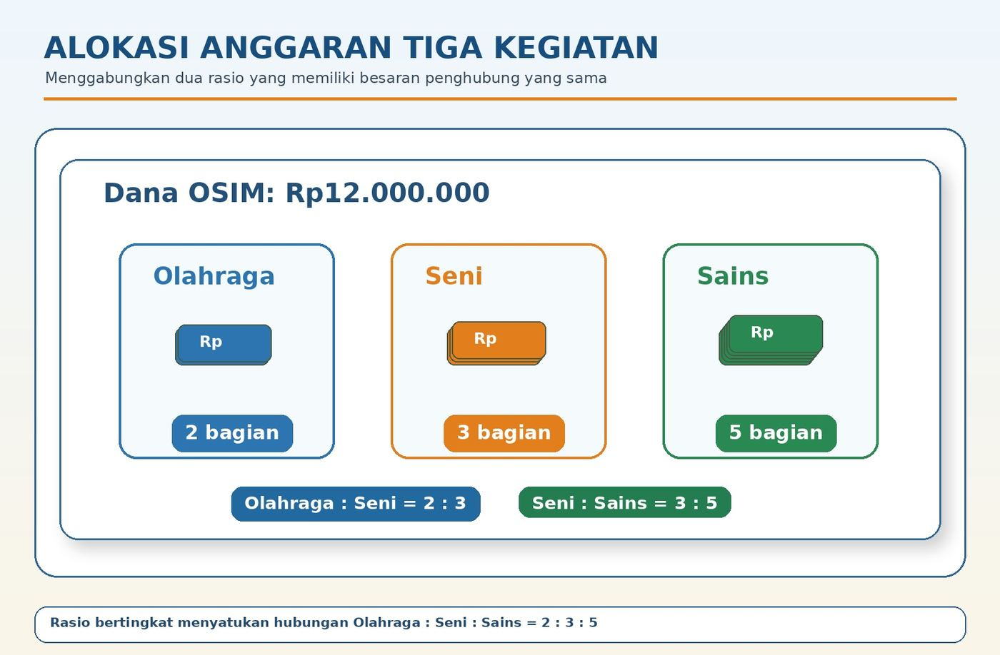 ALOKASI ANGGARAN TIGA KEGIATAN
Menggabungkan dua rasio yang memiliki besaran penghubung yang sama
Dana OSIM: Rp12.000.000
Olahraga
Rp
2 bagian
Seni
Rp
3 bagian
Sains
Rp
5 bagian
Olahraga : Seni = 2 : 3
Seni : Sains = 3 : 5
Rasio bertingkat menyatukan hubungan Olahraga : Seni : Sains = 2 : 3 : 5